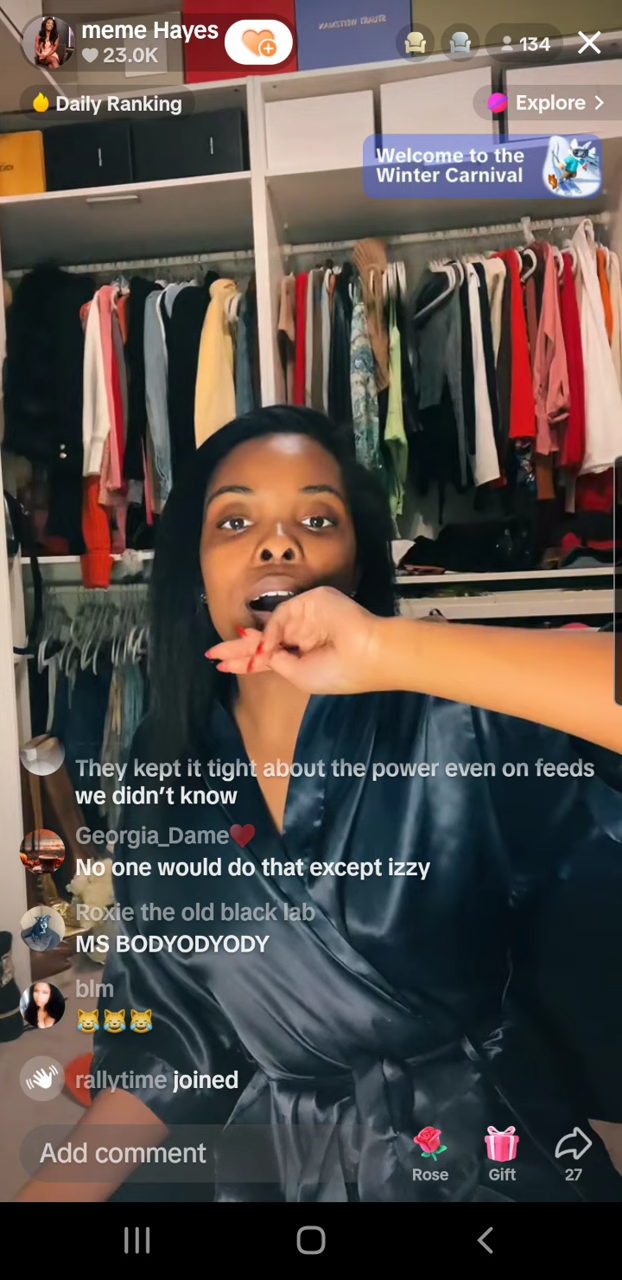 meme Hayes
23.0K
134
Daily Ranking
Explore
Welcome to the
Winter Carnival
STUART WEITZMAN
They kept it tight about the power even on feeds
we didn’t know
Georgia_Dame❤️
No one would do that except izzy
Roxie the old black lab
MS BODYODYODY
blm
😹😹😹
rallytime joined
Add comment
Rose
Gift
27